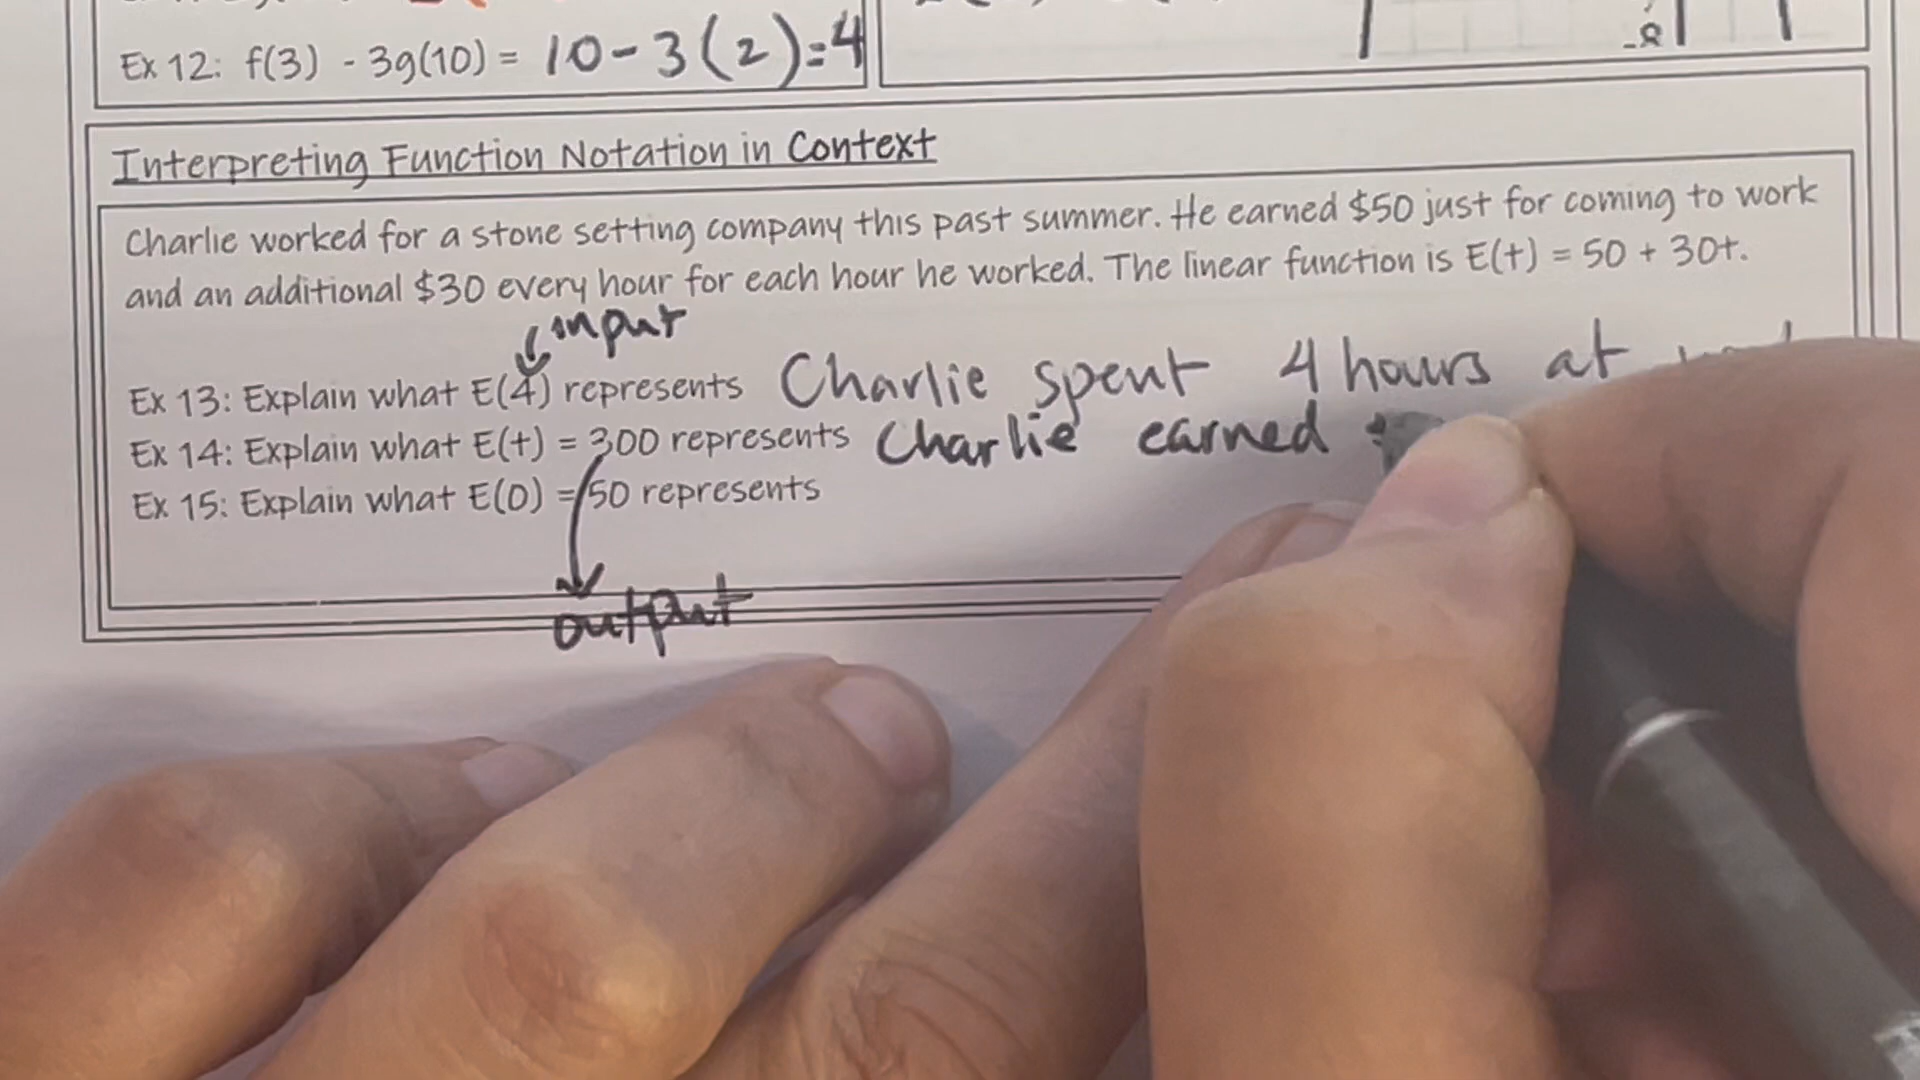 Ex 12: f(3) - 3g(10) = 10-3(2)=4
-8
Interpreting Function Notation in Context
Charlie worked for a stone setting company this past summer. He earned $50 just for coming to work
and an additional $30 every hour for each hour he worked. The linear function is E(t) = 50 + 30t.
input
Ex 13: Explain what E(4) represents Charlie spent 4 hours at
Ex 14: Explain what E(t) = 300 represents Charlie earned
Ex 15: Explain what E(0) = 50 represents
output